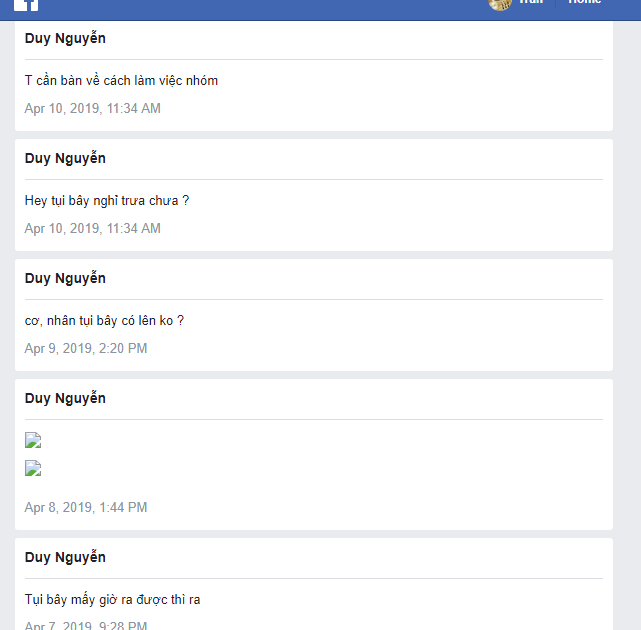 Tran
Home
Duy Nguyễn
T cần bàn về cách làm việc nhóm
Apr 10, 2019, 11:34 AM
Duy Nguyễn
Hey tụi bây nghỉ trưa chưa ?
Apr 10, 2019, 11:34 AM
Duy Nguyễn
cơ, nhân tụi bây có lên ko ?
Apr 9, 2019, 2:20 PM
Duy Nguyễn
Apr 8, 2019, 1:44 PM
Duy Nguyễn
Tụi bây mấy giờ ra được thì ra
Apr 7, 2019, 9:28 PM